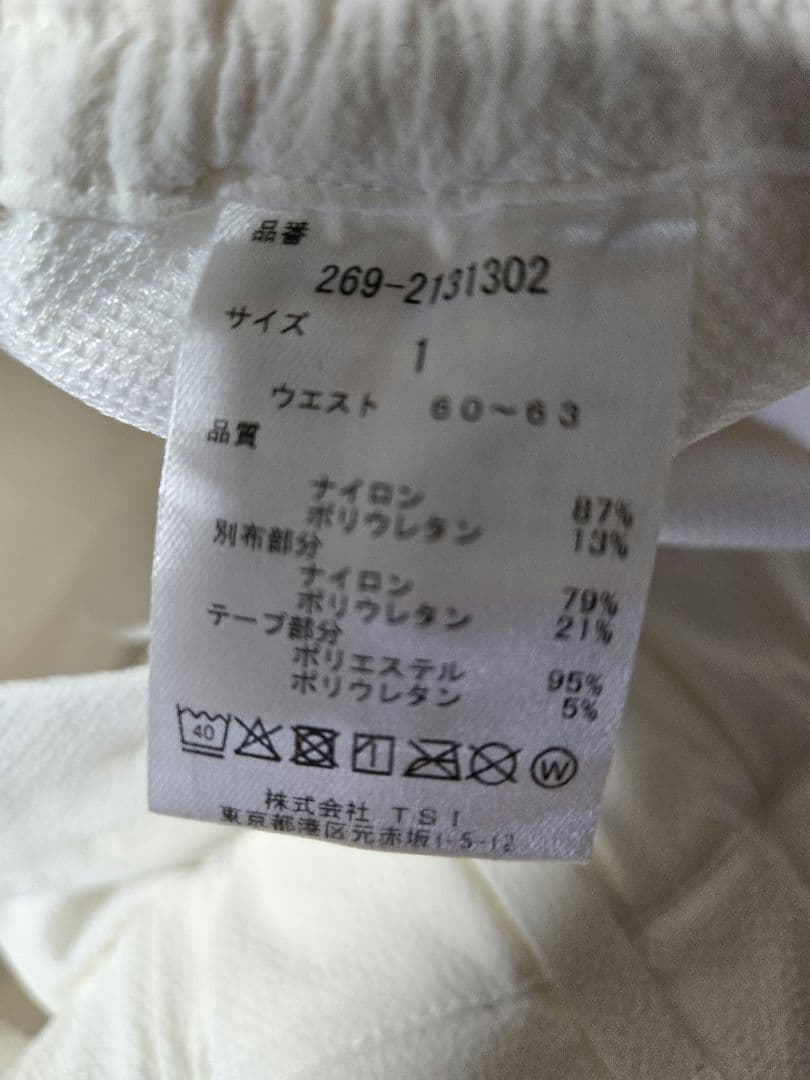 品番
269-2131302
サイズ
1
ウエスト 60～63
品質
ナイロン 87%
ポリウレタン 13%
別布部分
ナイロン 79%
ポリウレタン 21%
テープ部分
ポリエステル 95%
ポリウレタン 5%
40
W
株式会社 TSI
東京都港区元赤坂1-5-12